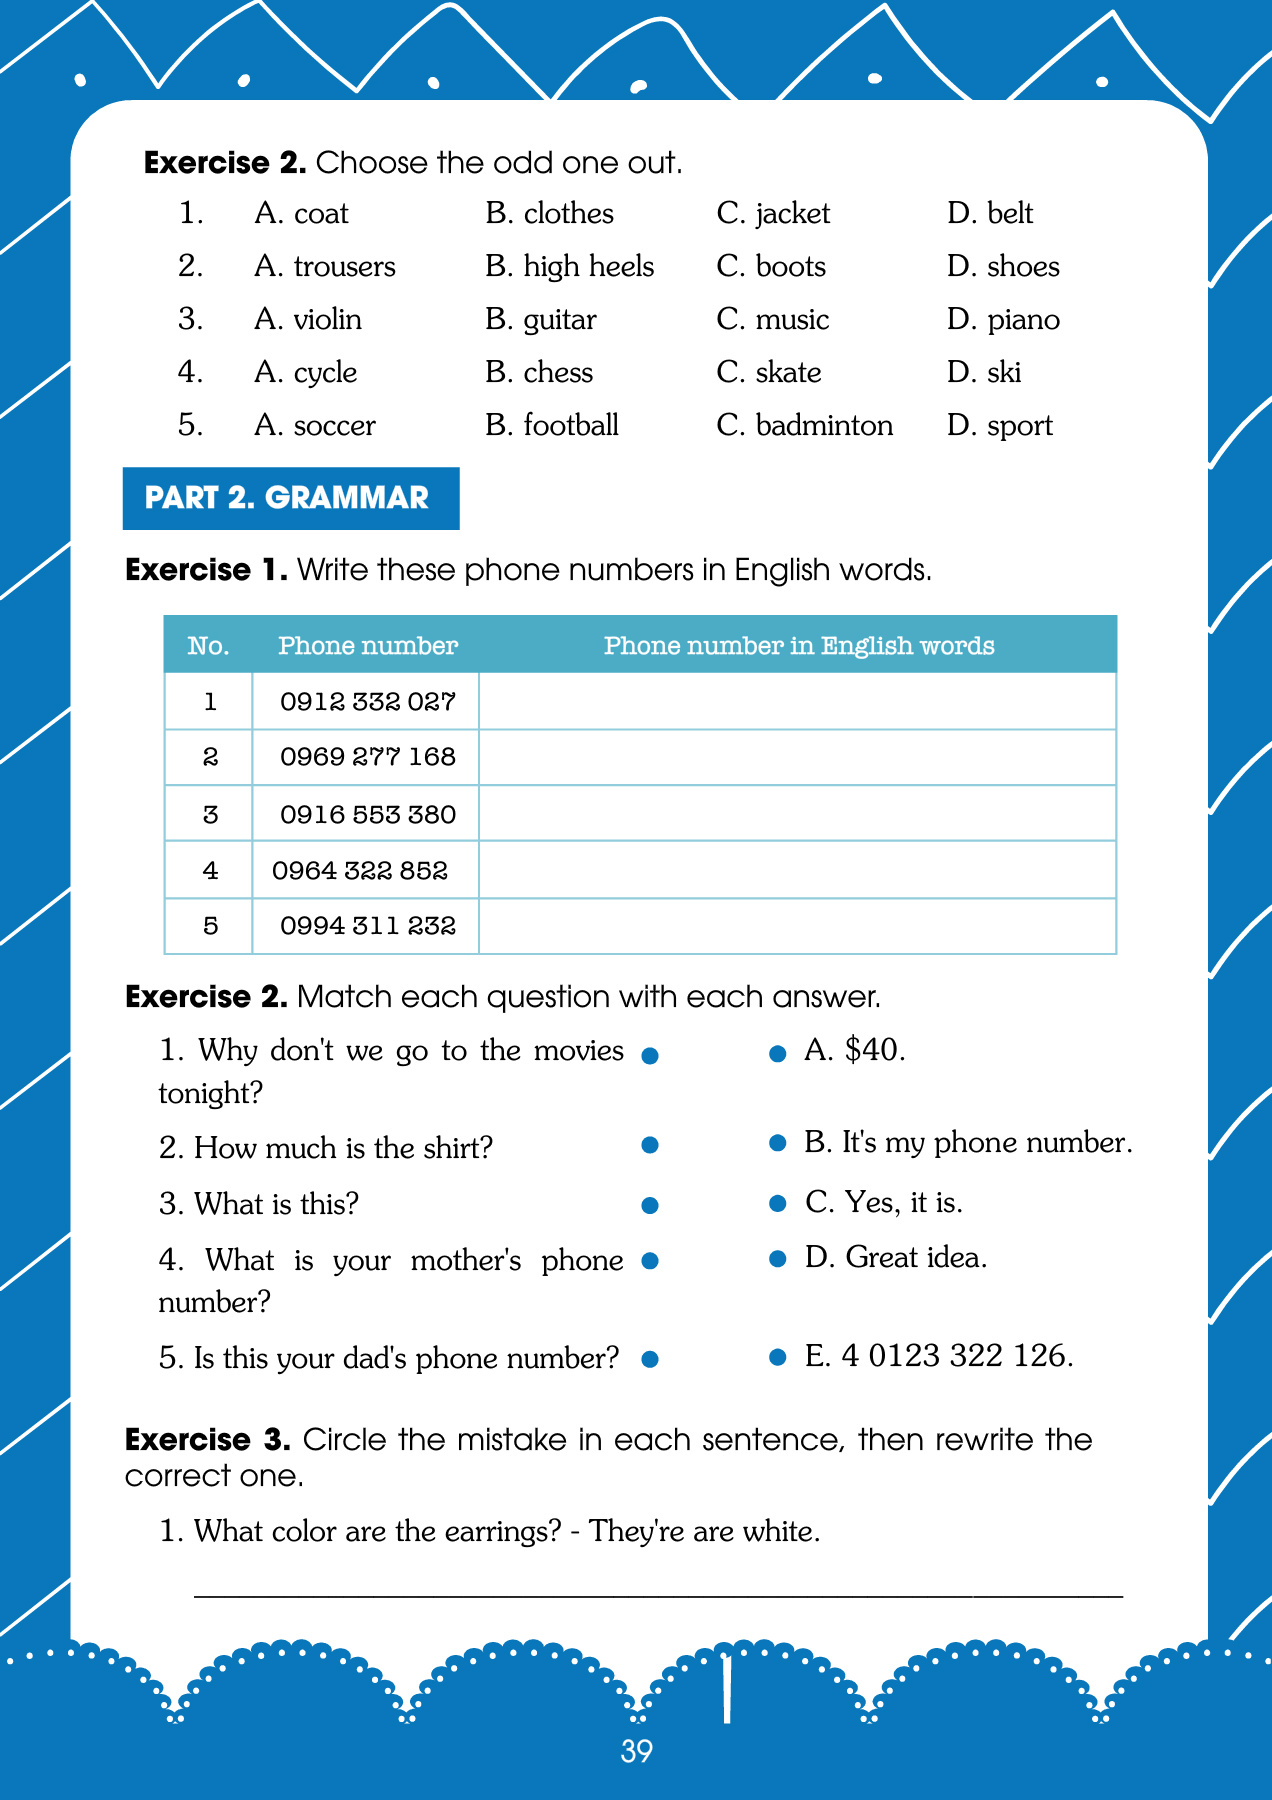 Exercise 2. Choose the odd one out.
1. A. coat B. clothes C. jacket D. belt
2. A. trousers B. high heels C. boots D. shoes
3. A. violin B. guitar C. music D. piano
4. A. cycle B. chess C. skate D. ski
5. A. soccer B. football C. badminton D. sport
PART 2. GRAMMAR
Exercise 1. Write these phone numbers in English words.
No. Phone number Phone number in English words
1 0912 332 027
2 0969 277 168
3 0916 553 380
4 0964 322 852
5 0994 311 232
Exercise 2. Match each question with each answer.
1. Why don't we go to the movies
tonight?
A. $40.
2. How much is the shirt?
B. It's my phone number.
3. What is this?
C. Yes, it is.
4. What is your mother's phone
number?
D. Great idea.
5. Is this your dad's phone number?
E. 4 0123 322 126.
Exercise 3. Circle the mistake in each sentence, then rewrite the
correct one.
1. What color are the earrings? - They're are white.
39